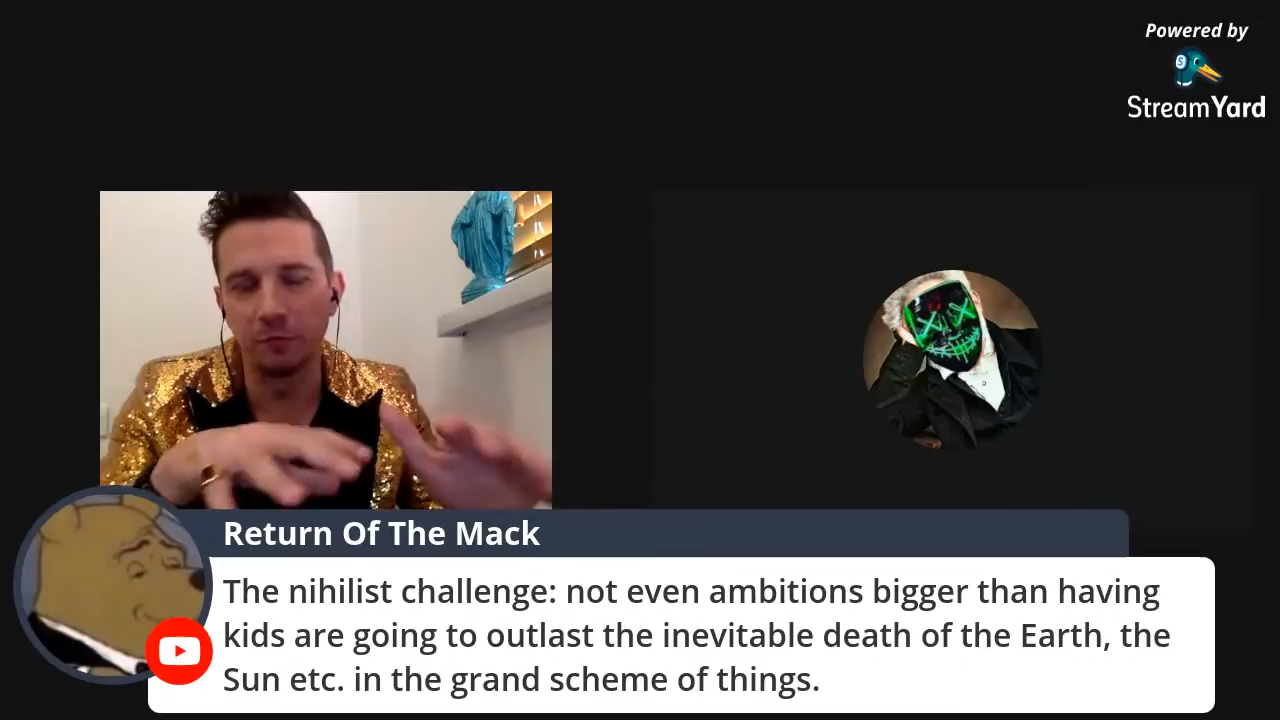 Powered by
StreamYard
Return Of The Mack
The nihilist challenge: not even ambitions bigger than having
kids are going to outlast the inevitable death of the Earth, the
Sun etc. in the grand scheme of things.